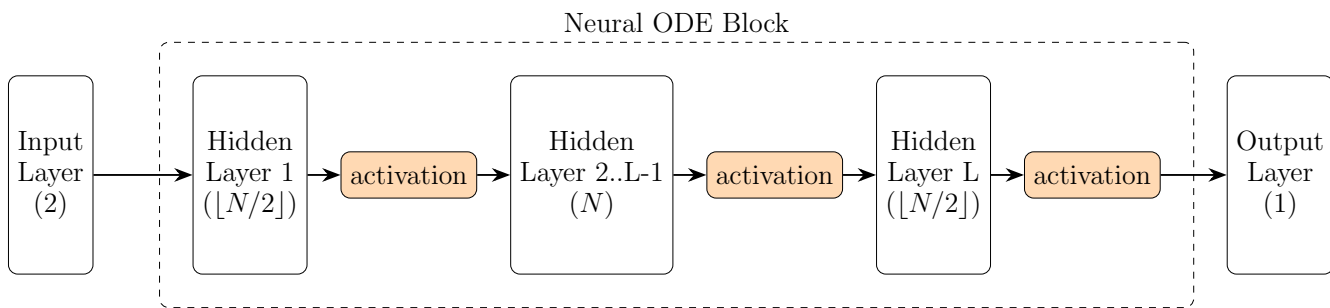 Neural ODE Block
Input
Layer
(2)
Hidden
Layer 1
(⌊N/2⌋)
activation
Hidden
Layer 2..L-1
(N)
activation
Hidden
Layer L
(⌊N/2⌋)
activation
Output
Layer
(1)